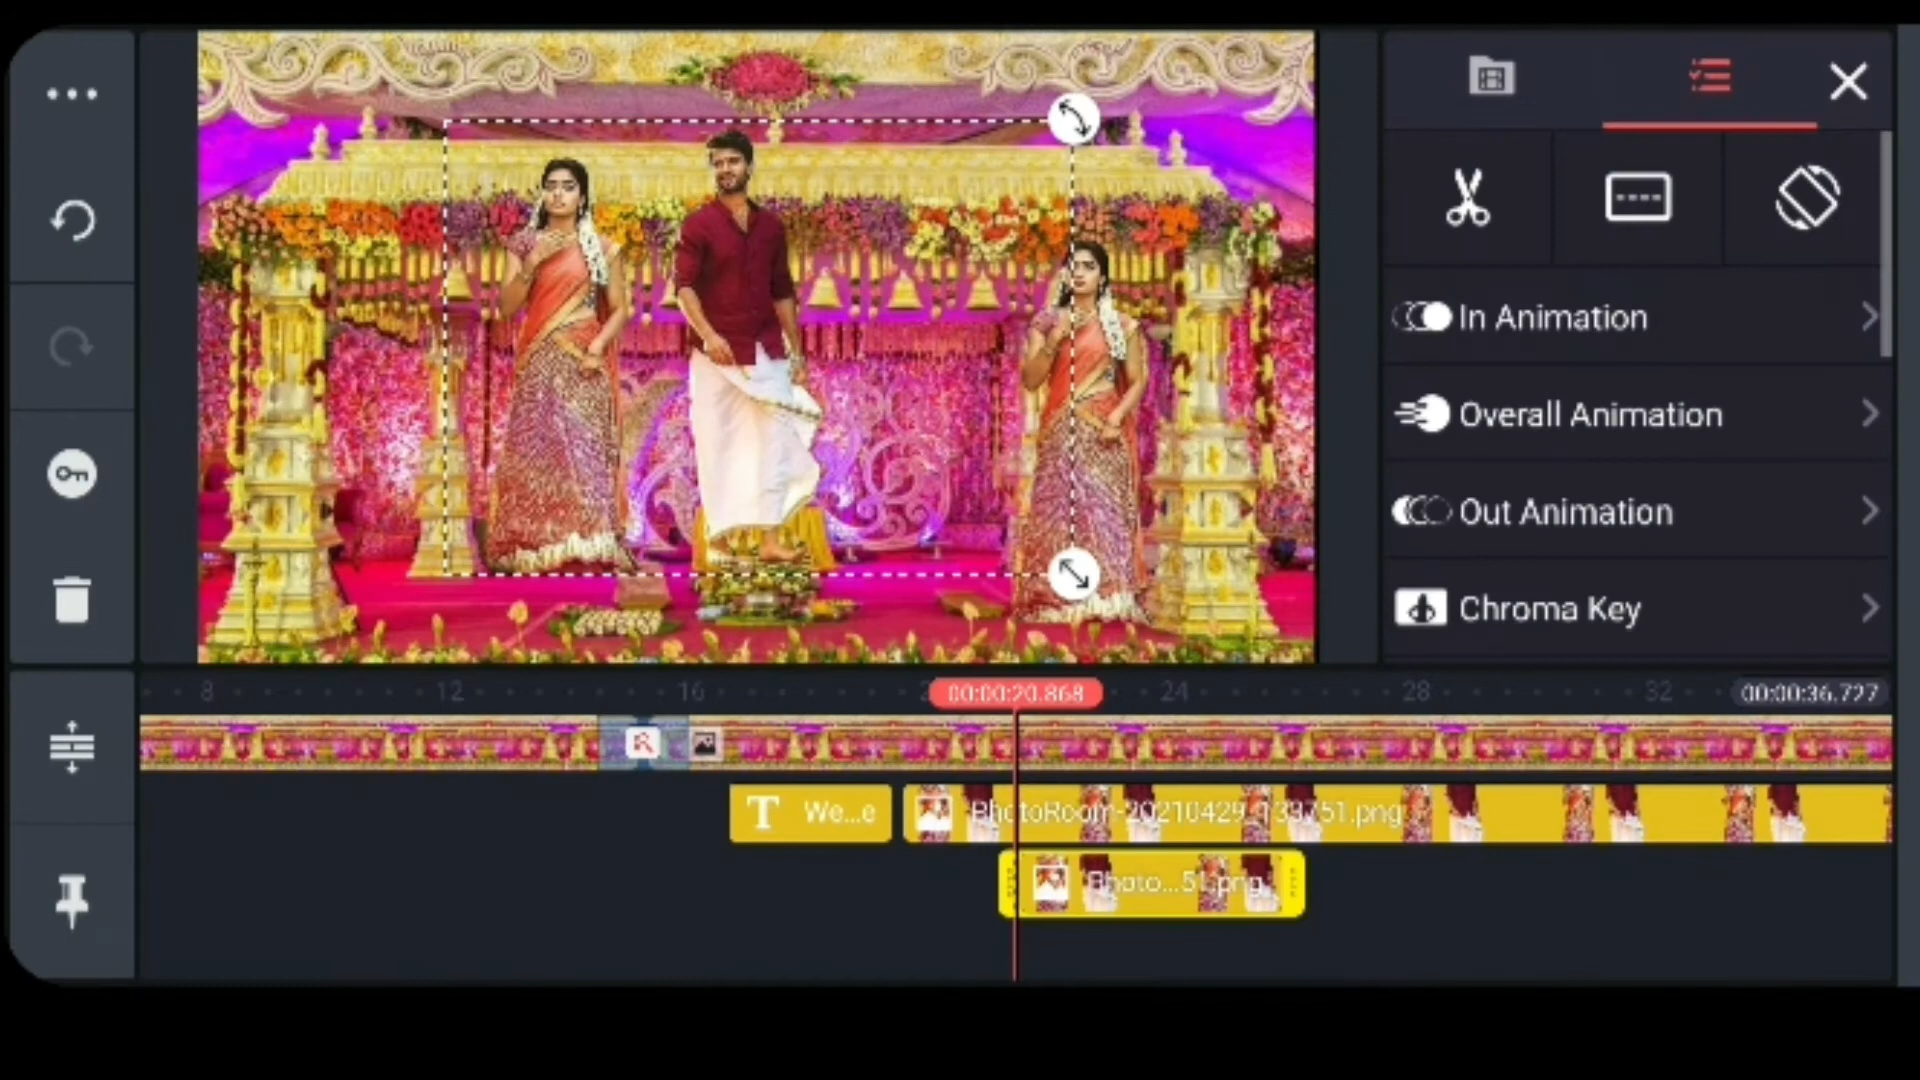 In Animation
Overall Animation
Out Animation
Chroma Key
8 12 16 00:00:20.868 24 28 32 00:00:36.727
T We...e PhotoRoom-20210429_133751.png
Photo...51.png